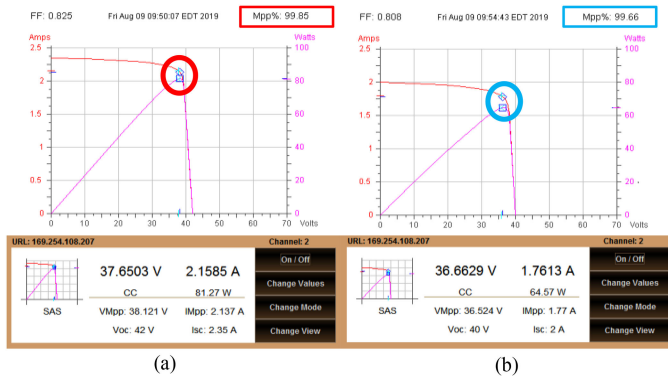 FF: 0.825 Fri Aug 09 09:50:07 EDT 2019 Mpp%: 99.85
Amps Watts
2.5 100
2 80
1.5 60
1 40
0.5 20
0 0
0 10 20 30 40 50 60 70 Volts
URL: 169.254.108.207 Channel: 2
On / Off
37.6503 V 2.1585 A
Change Values
CC 81.27 W
SAS VMpp: 38.121 V IMpp: 2.137 A Change Mode
Voc: 42 V Isc: 2.35 A Change View
(a)
FF: 0.808 Fri Aug 09 09:54:43 EDT 2019 Mpp%: 99.66
Amps Watts
2.5 100
2 80
1.5 60
1 40
0.5 20
0 0
0 10 20 30 40 50 60 70 Volts
URL: 169.254.108.207 Channel: 2
On / Off
36.6629 V 1.7613 A
Change Values
CC 64.57 W
SAS VMpp: 36.524 V IMpp: 1.77 A Change Mode
Voc: 40 V Isc: 2 A Change View
(b)